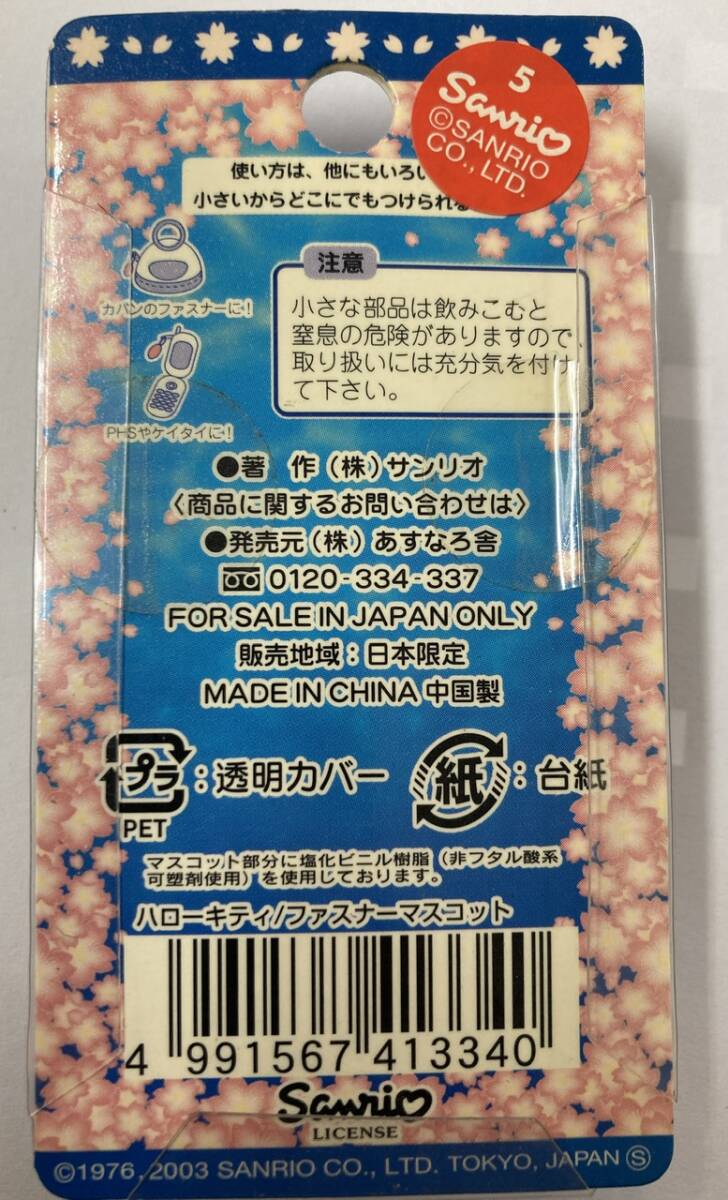 5
Sanrio
©SANRIO
CO., LTD.
使い方は、他にもいろい
小さいからどこにでもつけられる
カバンのファスナーに!
PHSやケイタイに!
注意
小さな部品は飲みこむと
窒息の危険がありますので、
取り扱いには充分気を付け
て下さい。
●著 作(株)サンリオ
〈商品に関するお問い合わせは〉
●発売元(株)あすなろ舎
0120-334-337
FOR SALE IN JAPAN ONLY
販売地域:日本限定
MADE IN CHINA 中国製
プラ:透明カバー
PET
紙:台紙
マスコット部分に塩化ビニル樹脂(非フタル酸系
可塑剤使用)を使用しております。
ハローキティ/ファスナーマスコット
4 991567 413340
Sanrio
LICENSE
©1976, 2003 SANRIO CO., LTD. TOKYO, JAPAN Ⓢ